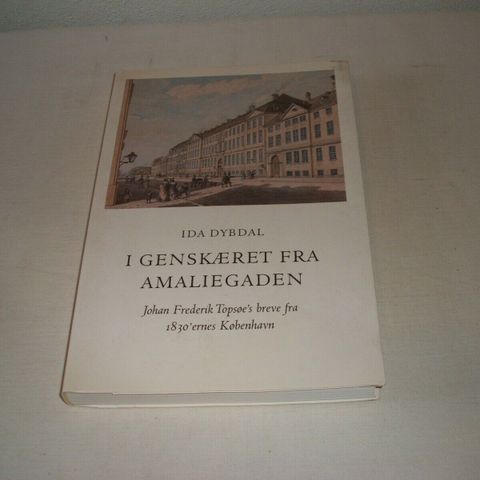 IDA DYBDAL
I GENSKÆRET FRA
AMALIEGADEN
Johan Frederik Topsøe's breve fra
1830'ernes København